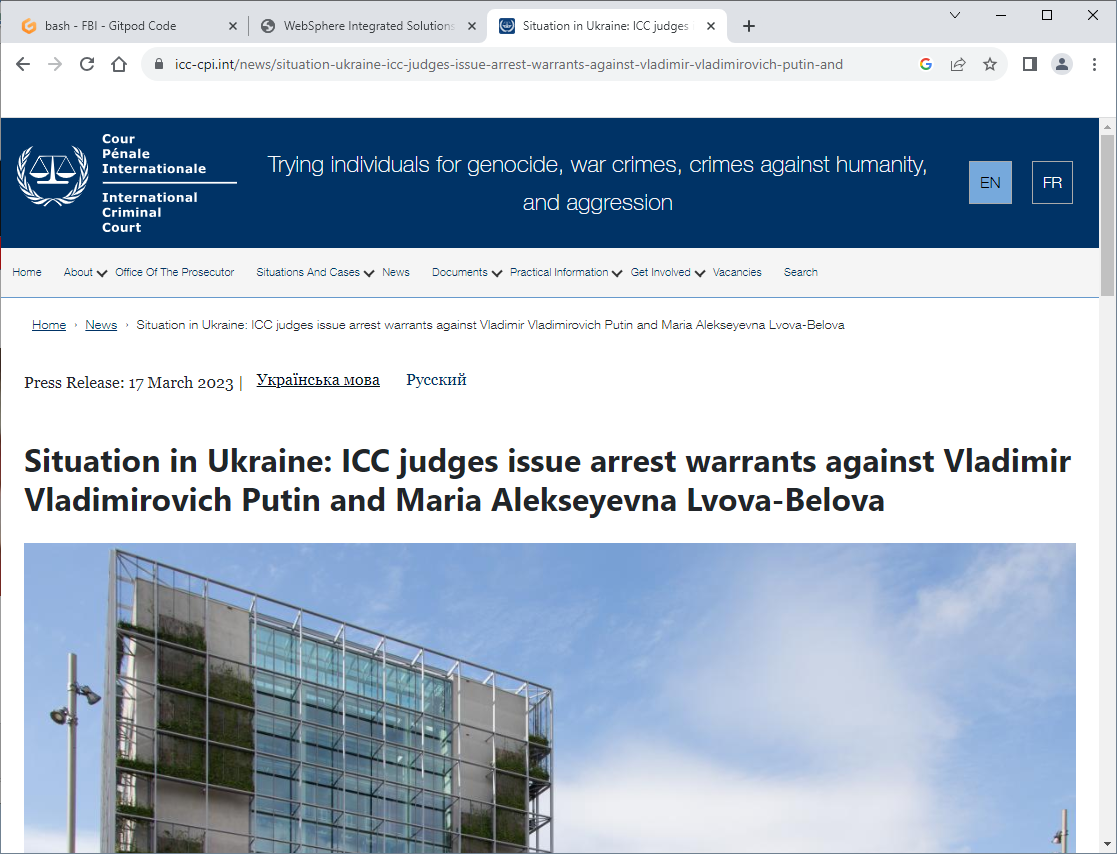 bash - FBI - Gitpod Code
WebSphere Integrated Solutions
Situation in Ukraine: ICC judges
icc-cpi.int/news/situation-ukraine-icc-judges-issue-arrest-warrants-against-vladimir-vladimirovich-putin-and
Cour
Pénale
Internationale
International
Criminal
Court
Trying individuals for genocide, war crimes, crimes against humanity,
and aggression
EN
FR
Home About Office Of The Prosecutor Situations And Cases News Documents Practical Information Get Involved Vacancies Search
Home › News › Situation in Ukraine: ICC judges issue arrest warrants against Vladimir Vladimirovich Putin and Maria Alekseyevna Lvova-Belova
Press Release: 17 March 2023 | Українська мова Русский
Situation in Ukraine: ICC judges issue arrest warrants against Vladimir
Vladimirovich Putin and Maria Alekseyevna Lvova-Belova